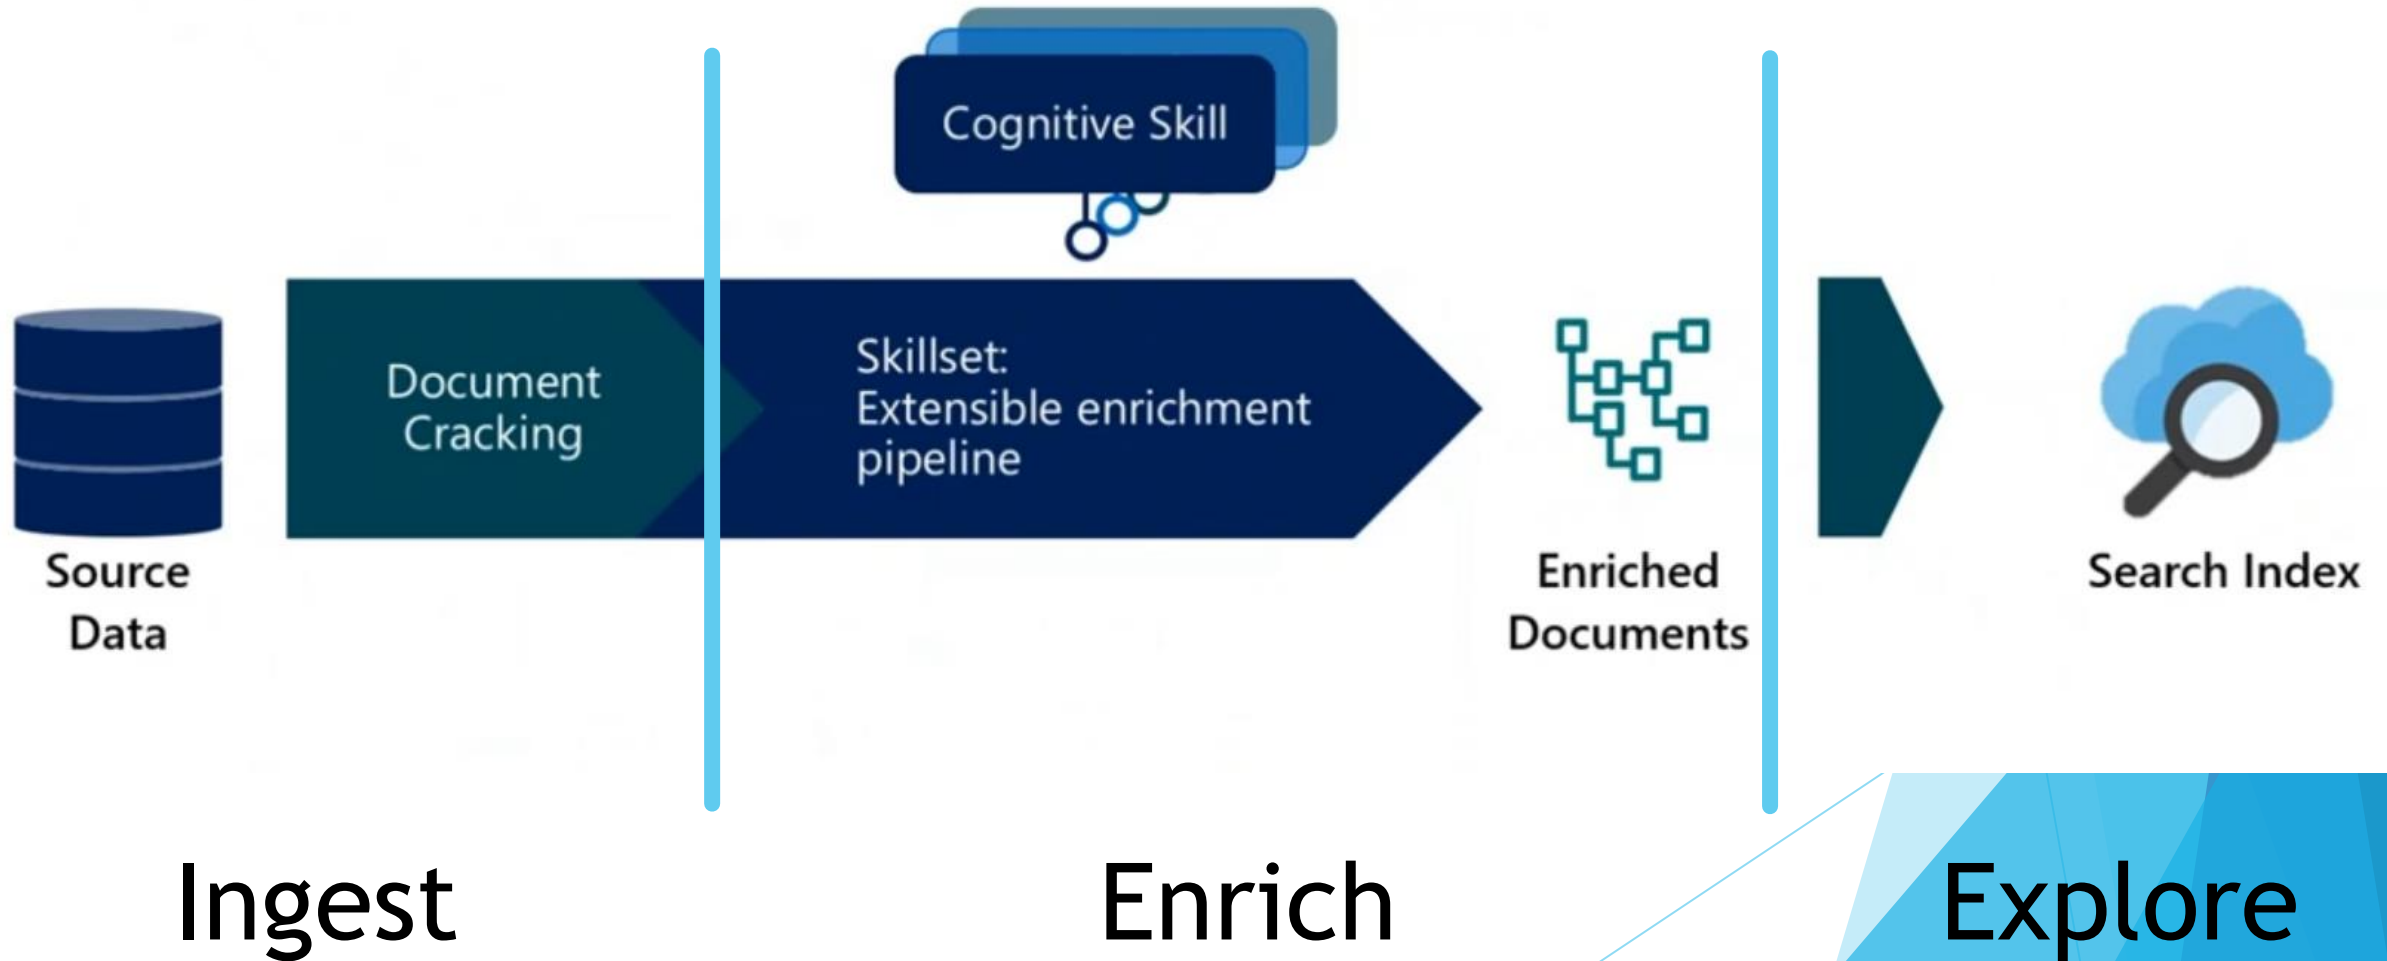 Cognitive Skill
Document
Cracking
Skillset:
Extensible enrichment
pipeline
Source
Data
Enriched
Documents
Search Index
Ingest
Enrich
Explore